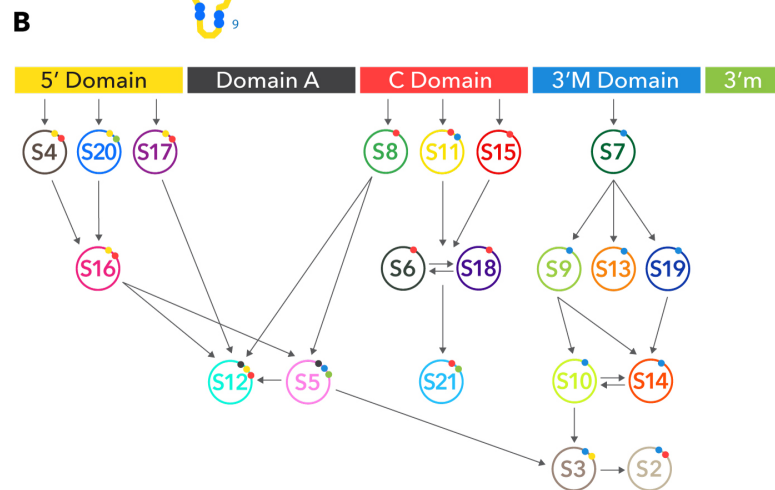 B
9
5′ Domain Domain A C Domain 3′M Domain 3′m
S4 S20 S17 S8 S11 S15 S7
S16 S6 S18 S9 S13 S19
S12 S5 S21 S10 S14
S3 S2